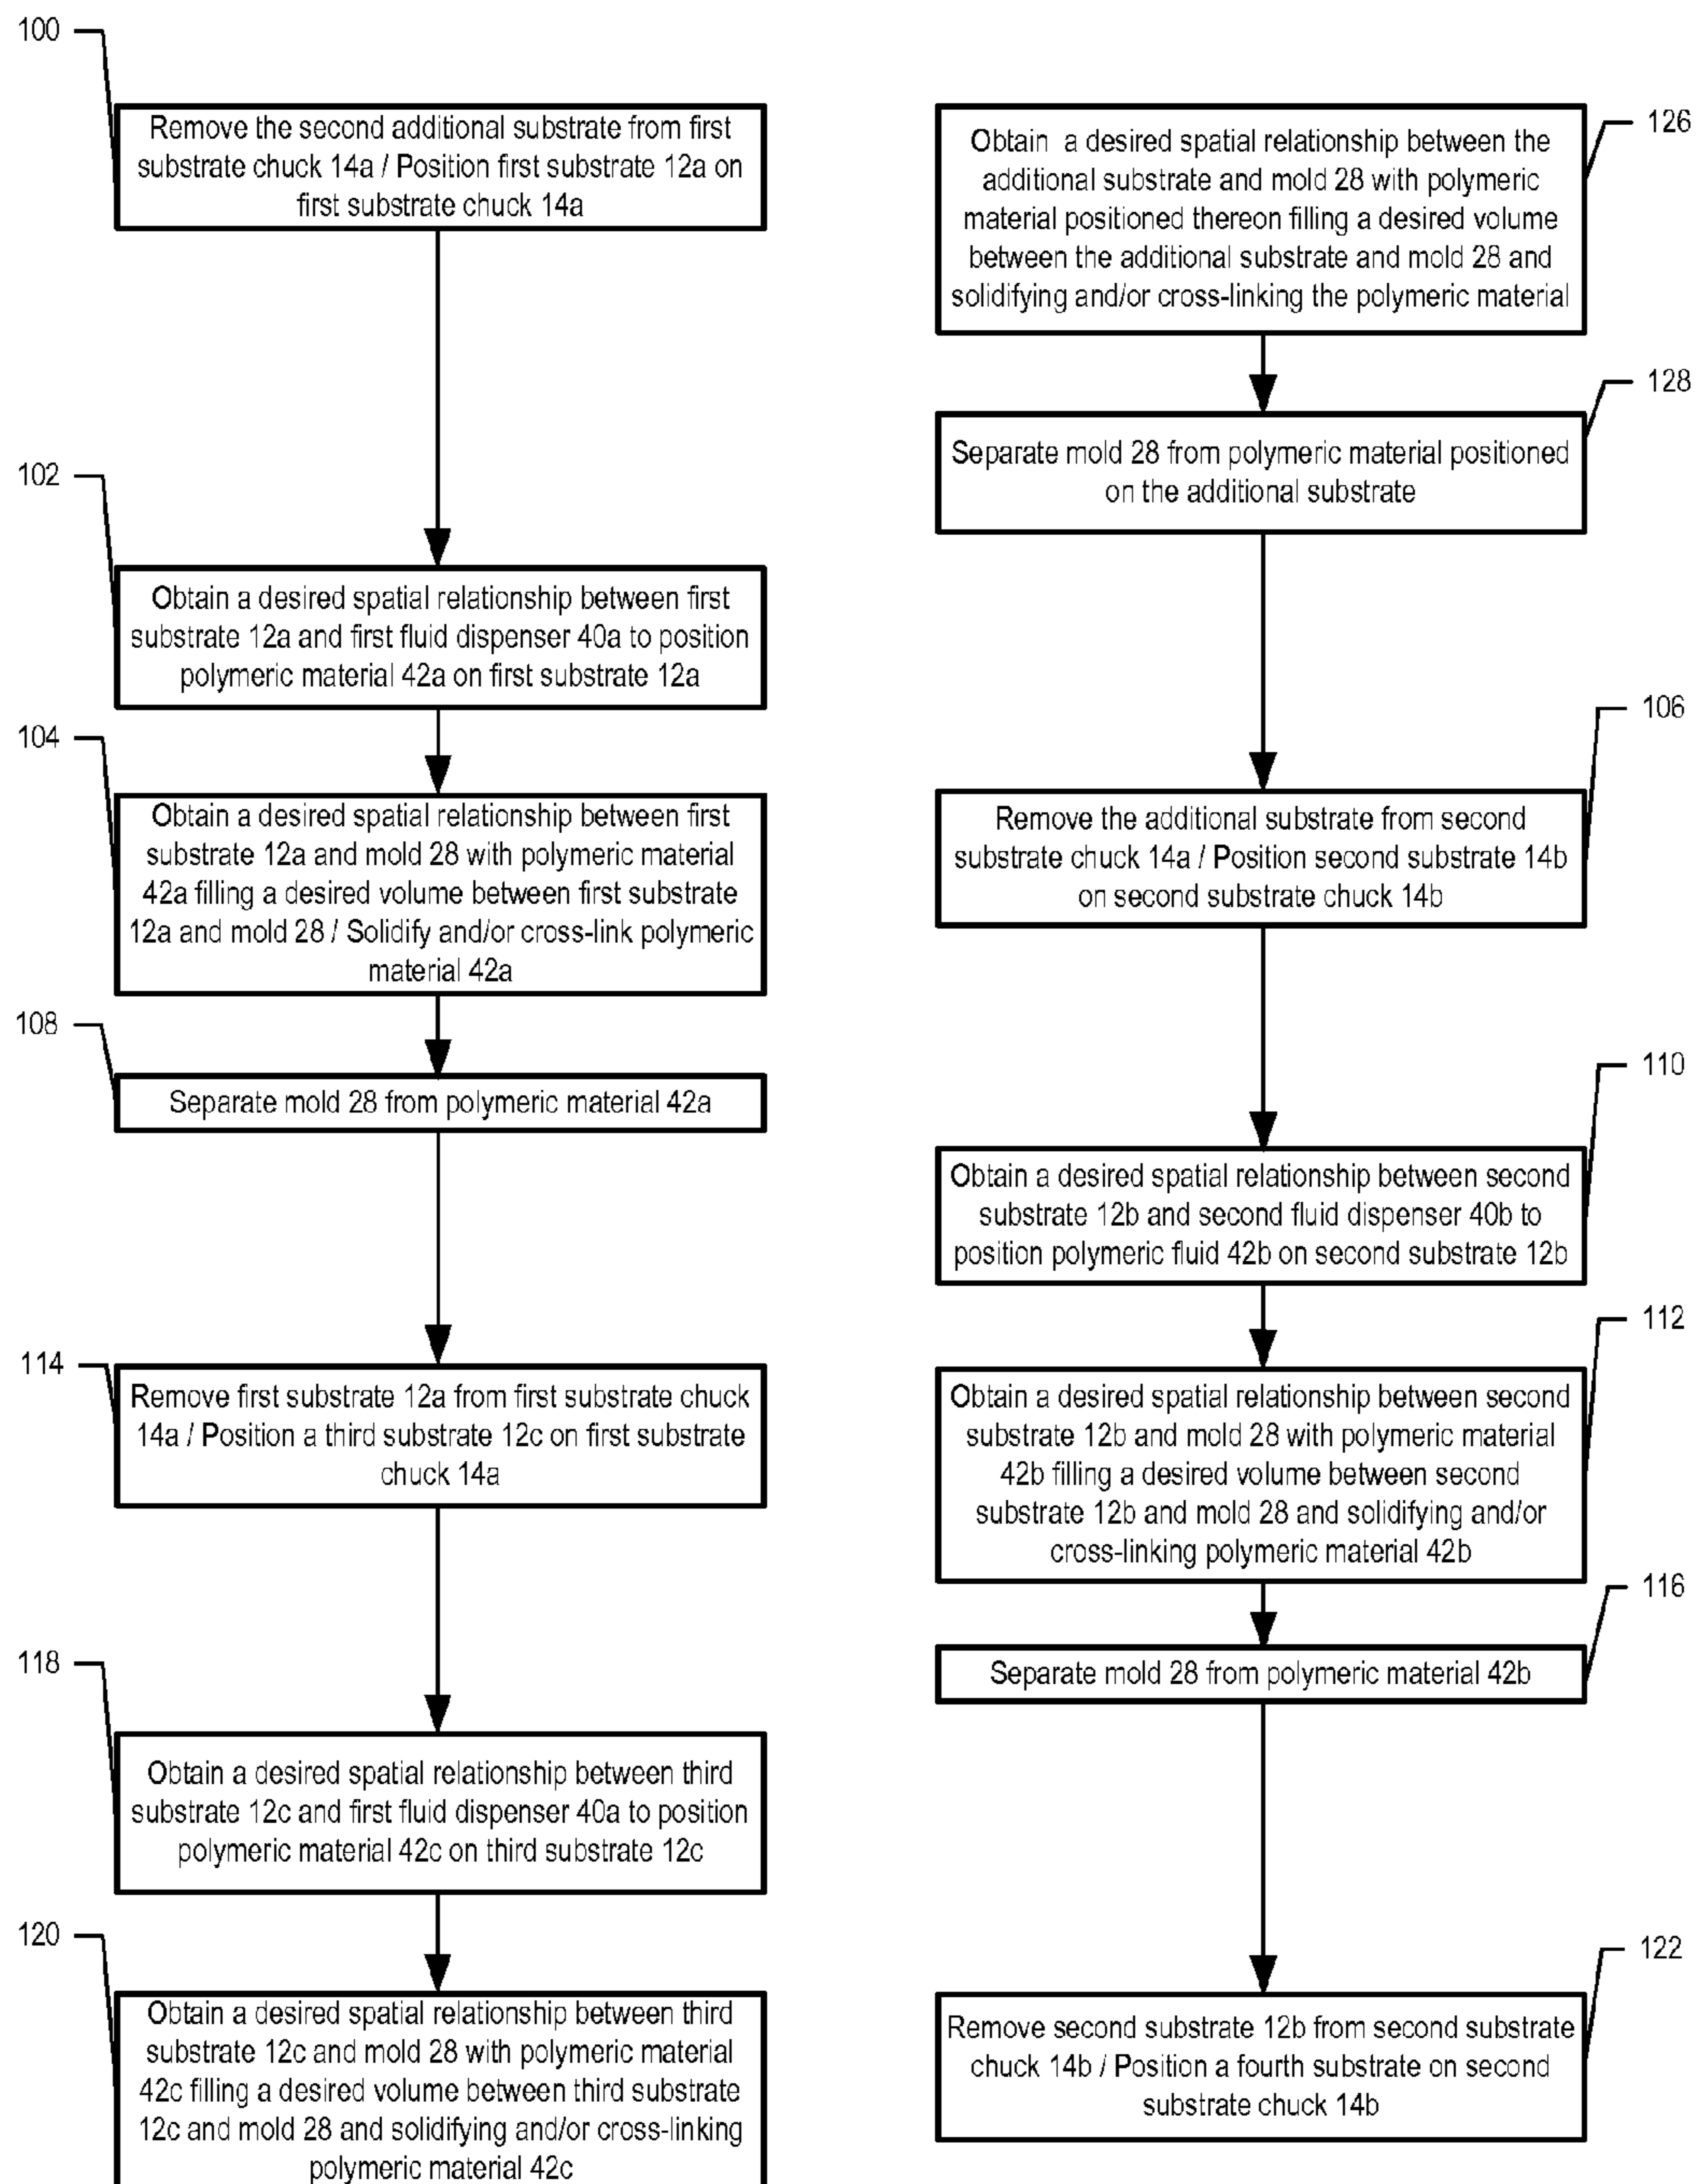 100
Remove the second additional substrate from first
substrate chuck 14a / Position first substrate 12a on
first substrate chuck 14a
102
Obtain a desired spatial relationship between first
substrate 12a and first fluid dispenser 40a to position
polymeric material 42a on first substrate 12a
104
Obtain a desired spatial relationship between first
substrate 12a and mold 28 with polymeric material
42a filling a desired volume between first substrate
12a and mold 28 / Solidify and/or cross-link polymeric
material 42a
108
Separate mold 28 from polymeric material 42a
114
Remove first substrate 12a from first substrate chuck
14a / Position a third substrate 12c on first substrate
chuck 14a
118
Obtain a desired spatial relationship between third
substrate 12c and first fluid dispenser 40a to position
polymeric material 42c on third substrate 12c
120
Obtain a desired spatial relationship between third
substrate 12c and mold 28 with polymeric material
42c filling a desired volume between third substrate
12c and mold 28 and solidifying and/or cross-linking
polymeric material 42c
126
Obtain a desired spatial relationship between the
additional substrate and mold 28 with polymeric
material positioned thereon filling a desired volume
between the additional substrate and mold 28 and
solidifying and/or cross-linking the polymeric material
128
Separate mold 28 from polymeric material positioned
on the additional substrate
106
Remove the additional substrate from second
substrate chuck 14a / Position second substrate 14b
on second substrate chuck 14b
110
Obtain a desired spatial relationship between second
substrate 12b and second fluid dispenser 40b to
position polymeric fluid 42b on second substrate 12b
112
Obtain a desired spatial relationship between second
substrate 12b and mold 28 with polymeric material
42b filling a desired volume between second
substrate 12b and mold 28 and solidifying and/or
cross-linking polymeric material 42b
116
Separate mold 28 from polymeric material 42b
122
Remove second substrate 12b from second substrate
chuck 14b / Position a fourth substrate on second
substrate chuck 14b